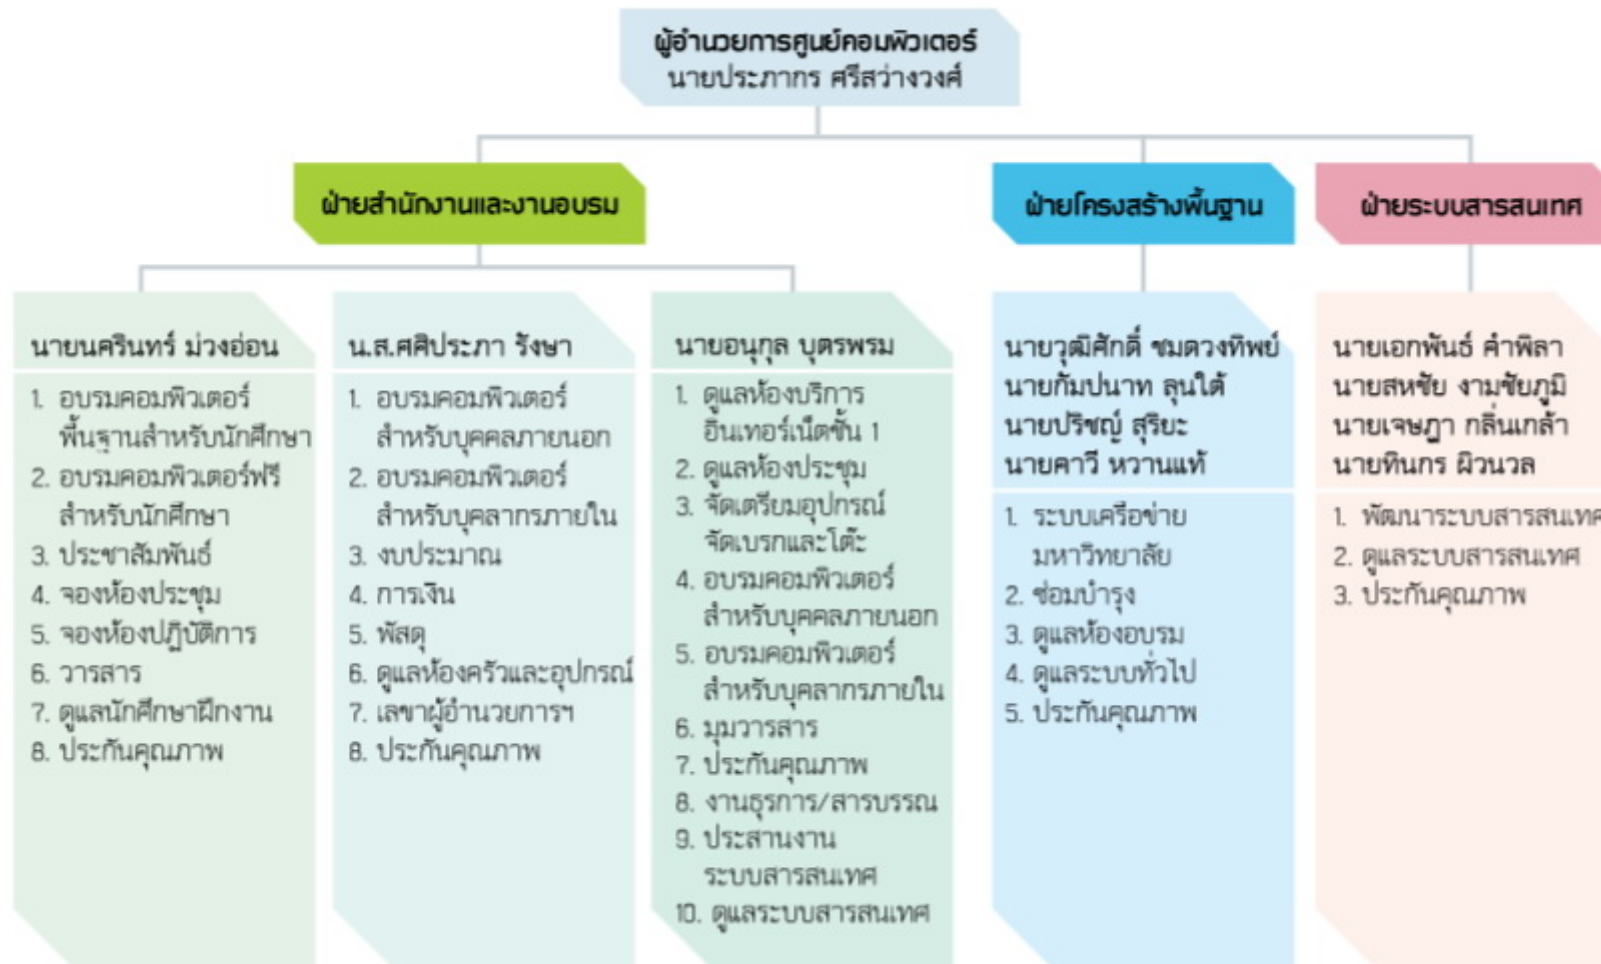 ผู้อำนวยการศูนย์คอมพิวเตอร์
นายประภากร ศรีสว่างวงศ์
ฝ่ายสำนักงานและงานอบรม
นายนครินทร์ ม่วงอ่อน
1. อบรมคอมพิวเตอร์
พื้นฐานสำหรับนักศึกษา
2. อบรมคอมพิวเตอร์ฟรี
สำหรับนักศึกษา
3. ประชาสัมพันธ์
4. จองห้องประชุม
5. จองห้องปฏิบัติการ
6. วารสาร
7. ดูแลนักศึกษาฝึกงาน
8. ประกันคุณภาพ
น.ส.ศศิประภา รังษา
1. อบรมคอมพิวเตอร์
สำหรับบุคคลภายนอก
2. อบรมคอมพิวเตอร์
สำหรับบุคลากรภายใน
3. งบประมาณ
4. การเงิน
5. พัสดุ
6. ดูแลห้องครัวและอุปกรณ์
7. เลขาผู้อำนวยการฯ
8. ประกันคุณภาพ
นายอนุกุล บุตรพรม
1. ดูแลห้องบริการ
อินเทอร์เน็ตชั้น 1
2. ดูแลห้องประชุม
3. จัดเตรียมอุปกรณ์
จัดเบรกและโต๊ะ
4. อบรมคอมพิวเตอร์
สำหรับบุคคลภายนอก
5. อบรมคอมพิวเตอร์
สำหรับบุคลากรภายใน
6. มุมวารสาร
7. ประกันคุณภาพ
8. งานธุรการ/สารบรรณ
9. ประสานงาน
ระบบสารสนเทศ
10. ดูแลระบบสารสนเทศ
ฝ่ายโครงสร้างพื้นฐาน
นายวุฒิศักดิ์ ชมดวงทิพย์
นายกัมปนาท ลุนใต้
นายปริชญ์ สุริยะ
นายคาวี หวานแท้
1. ระบบเครือข่าย
มหาวิทยาลัย
2. ซ่อมบำรุง
3. ดูแลห้องอบรม
4. ดูแลระบบทั่วไป
5. ประกันคุณภาพ
ฝ่ายระบบสารสนเทศ
นายเอกพันธ์ คำพิลา
นายสหชัย งามชัยภูมิ
นายเจษฎา กลิ่นเกล้า
นายทินกร ผิวนวล
1. พัฒนาระบบสารสนเทศ
2. ดูแลระบบสารสนเทศ
3. ประกันคุณภาพ